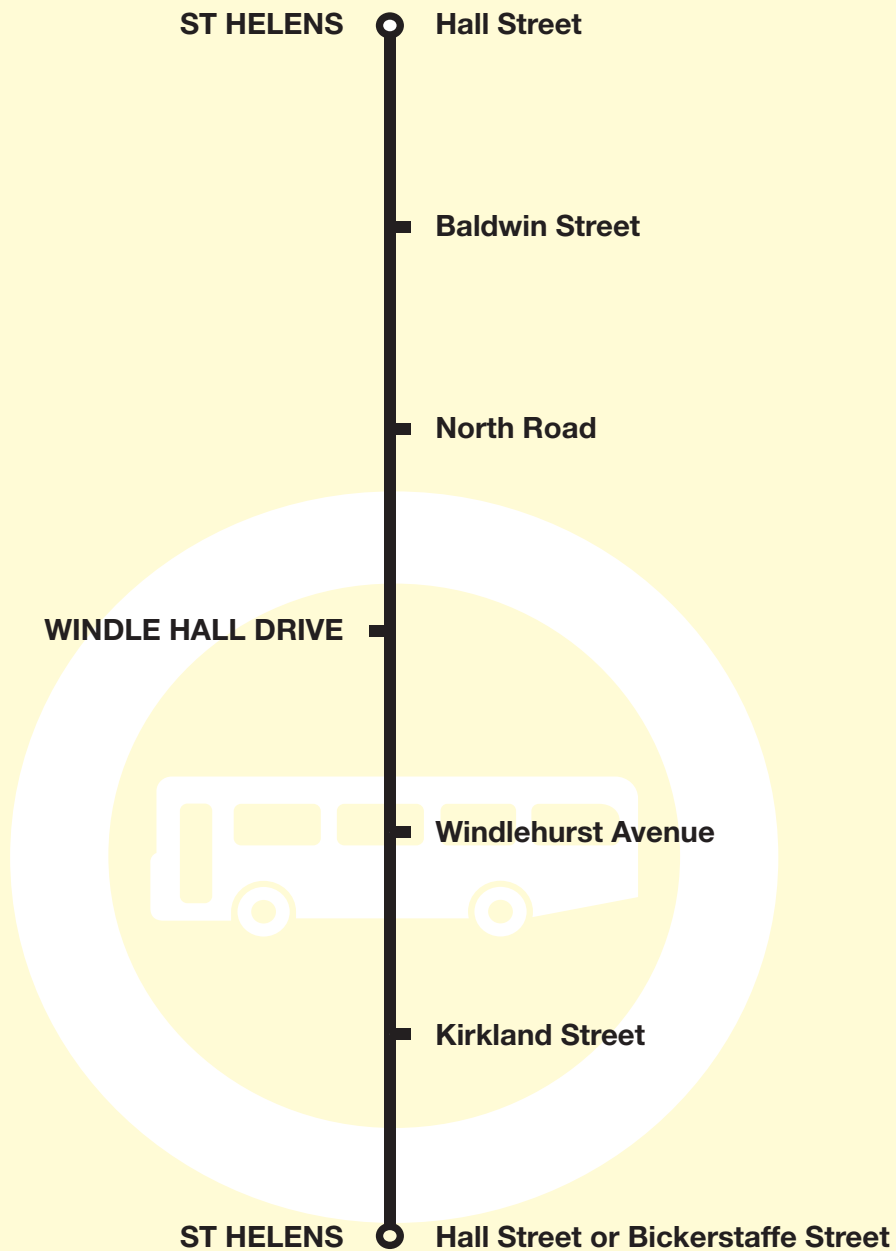 ST HELENS Hall Street
Baldwin Street
North Road
WINDLE HALL DRIVE
Windlehurst Avenue
Kirkland Street
ST HELENS Hall Street or Bickerstaffe Street